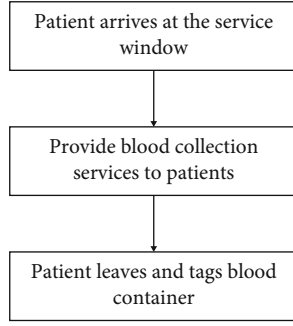 Patient arrives at the service
window
Provide blood collection
services to patients
Patient leaves and tags blood
container